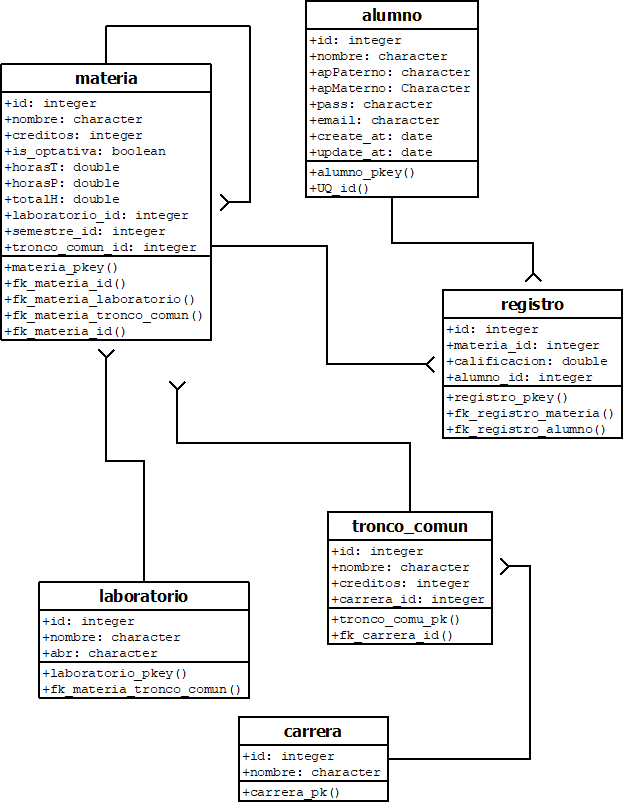 alumno
+id: integer
+nombre: character
+apPaterno: character
+apMaterno: Character
+pass: character
+email: character
+create_at: date
+update_at: date
+alumno_pkey()
+UQ_id()
materia
+id: integer
+nombre: character
+creditos: integer
+is_optativa: boolean
+horasT: double
+horasP: double
+totalH: double
+laboratorio_id: integer
+semestre_id: integer
+tronco_comun_id: integer
+materia_pkey()
+fk_materia_id()
+fk_materia_laboratorio()
+fk_materia_tronco_comun()
+fk_materia_id()
registro
+id: integer
+materia_id: integer
+calificacion: double
+alumno_id: integer
+registro_pkey()
+fk_registro_materia()
+fk_registro_alumno()
tronco_comun
+id: integer
+nombre: character
+creditos: integer
+carrera_id: integer
+tronco_comu_pk()
+fk_carrera_id()
laboratorio
+id: integer
+nombre: character
+abr: character
+laboratorio_pkey()
+fk_materia_tronco_comun()
carrera
+id: integer
+nombre: character
+carrera_pk()